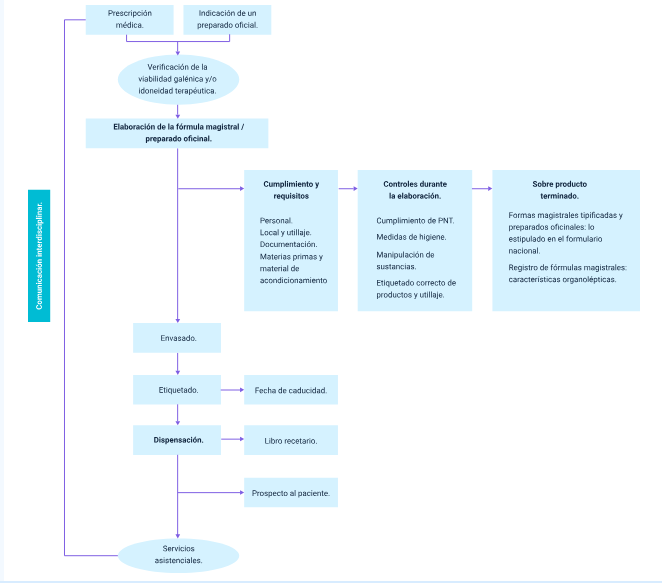 Prescripción
médica.
Indicación de un
preparado oficial.
Verificación de la
viabilidad galénica y/o
idoneidad terapéutica.
Elaboración de la fórmula magistral /
preparado oficinal.
Comunicación interdisciplinar.
Cumplimiento y
requisitos
Personal.
Local y utillaje.
Documentación.
Materias primas y
material de
acondicionamiento
Controles durante
la elaboración.
Cumplimiento de PNT.
Medidas de higiene.
Manipulación de
sustancias.
Etiquetado correcto de
productos y utillaje.
Sobre producto
terminado.
Formas magistrales tipificadas y
preparados oficinales: lo
estipulado en el formulario
nacional.
Registro de fórmulas magistrales:
características organolépticas.
Envasado.
Etiquetado.
Fecha de caducidad.
Dispensación.
Libro recetario.
Prospecto al paciente.
Servicios
asistenciales.